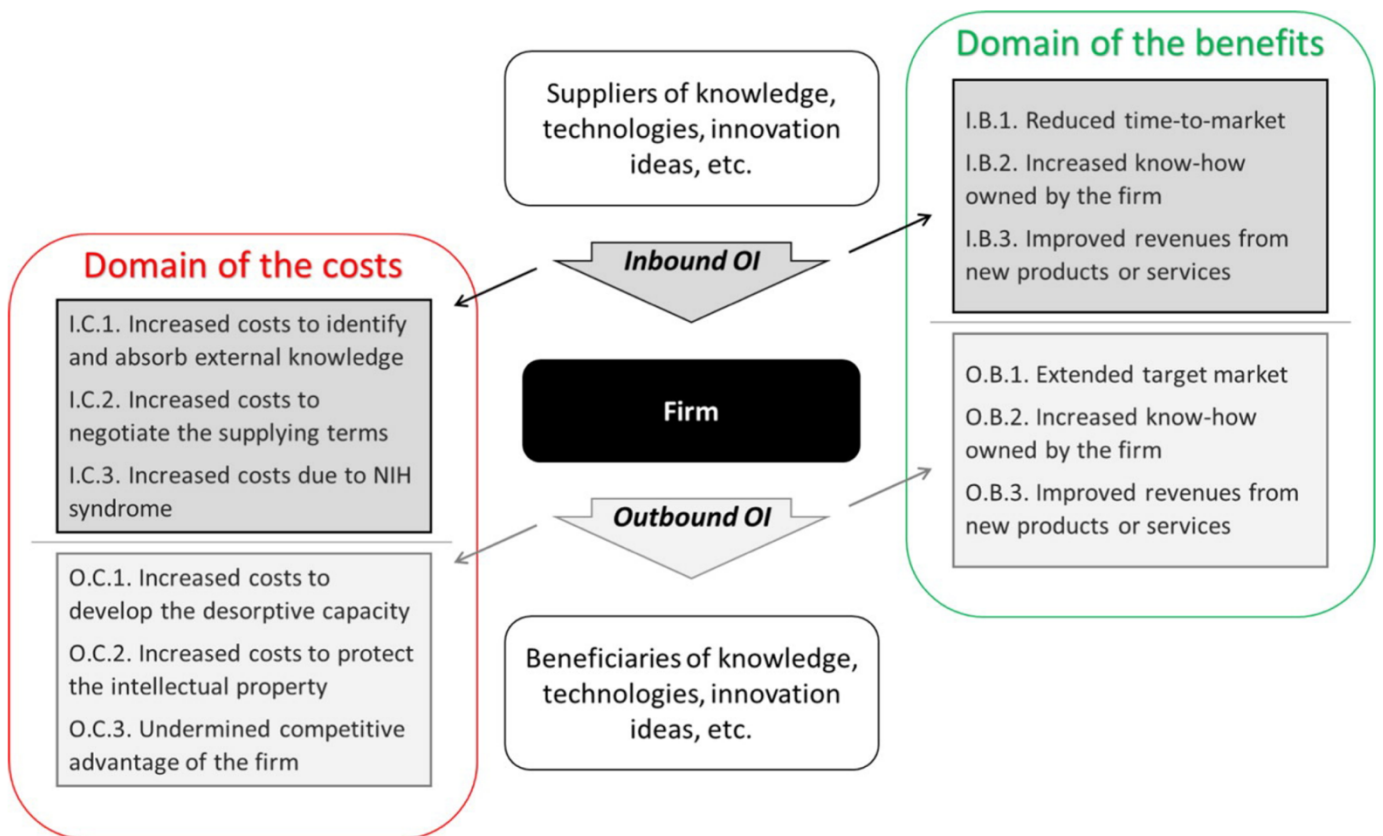 Domain of the benefits
Suppliers of knowledge,
technologies, innovation
ideas, etc.
I.B.1. Reduced time-to-market
I.B.2. Increased know-how
owned by the firm
I.B.3. Improved revenues from
new products or services
Domain of the costs
Inbound OI
I.C.1. Increased costs to identify
and absorb external knowledge
I.C.2. Increased costs to
negotiate the supplying terms
I.C.3. Increased costs due to NIH
syndrome
Firm
O.B.1. Extended target market
O.B.2. Increased know-how
owned by the firm
O.B.3. Improved revenues from
new products or services
Outbound OI
O.C.1. Increased costs to
develop the desorptive capacity
O.C.2. Increased costs to protect
the intellectual property
O.C.3. Undermined competitive
advantage of the firm
Beneficiaries of knowledge,
technologies, innovation
ideas, etc.